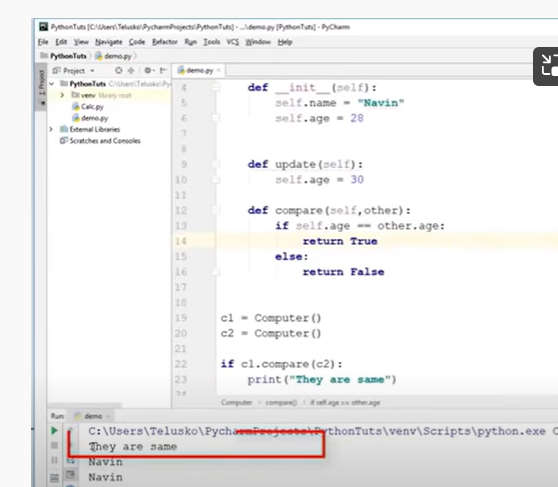 PythonTuts [C:\Users\Telusko\PycharmProjects\PythonTuts] - ...\demo.py [PythonTuts] - PyCharm
File Edit View Navigate Code Refactor Run Tools VCS Window Help
PythonTuts demo.py
Project demo.py
1: Project
PythonTuts C:\Users\Telusko\Py
venv library root
Calc.py
demo.py
External Libraries
Scratches and Consoles
4 def __init__(self):
5 self.name = "Navin"
6 self.age = 28
7
8
9 def update(self):
10 self.age = 30
11
12 def compare(self,other):
13 if self.age == other.age:
14 return True
15 else:
16 return False
17
18
19 c1 = Computer()
20 c2 = Computer()
21
22 if c1.compare(c2):
23 print("They are same")
24
Computer › compare() › if self.age == other.age
Run: demo
C:\Users\Telusko\PycharmProjects\PythonTuts\venv\Scripts\python.exe C
They are same
Navin
Navin